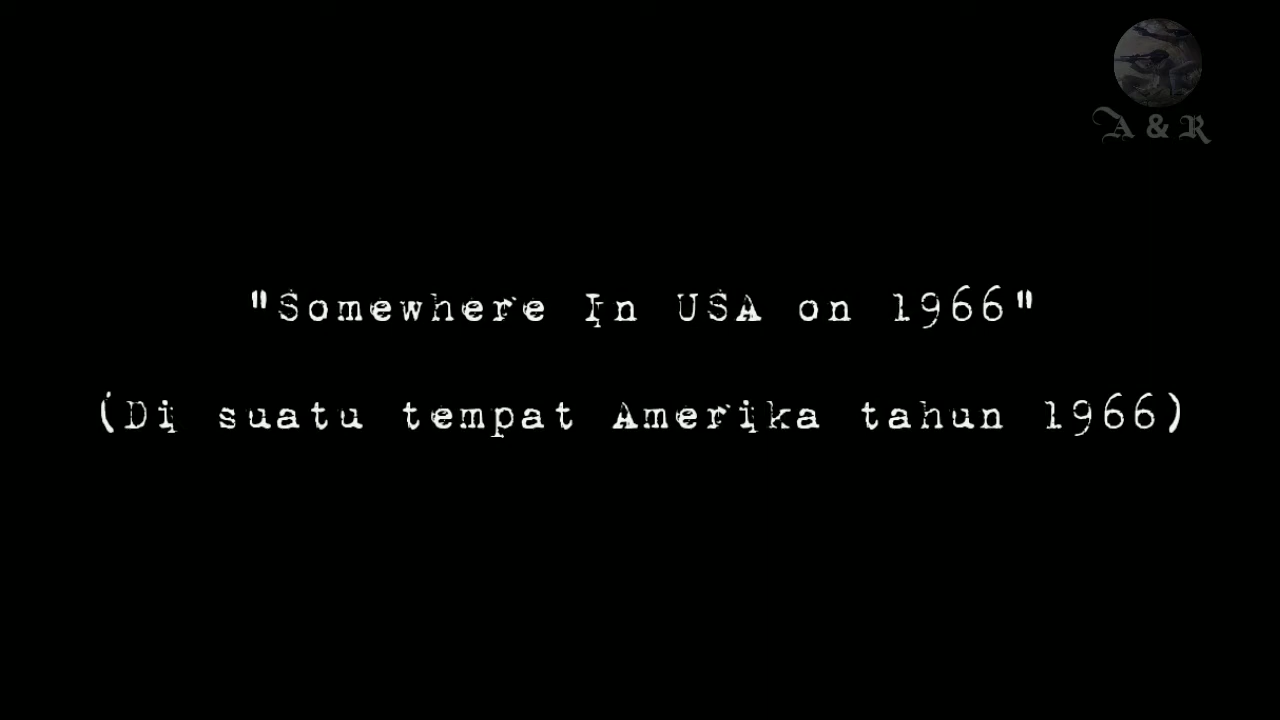 A & R
"Somewhere In USA on 1966"
(Di suatu tempat Amerika tahun 1966)